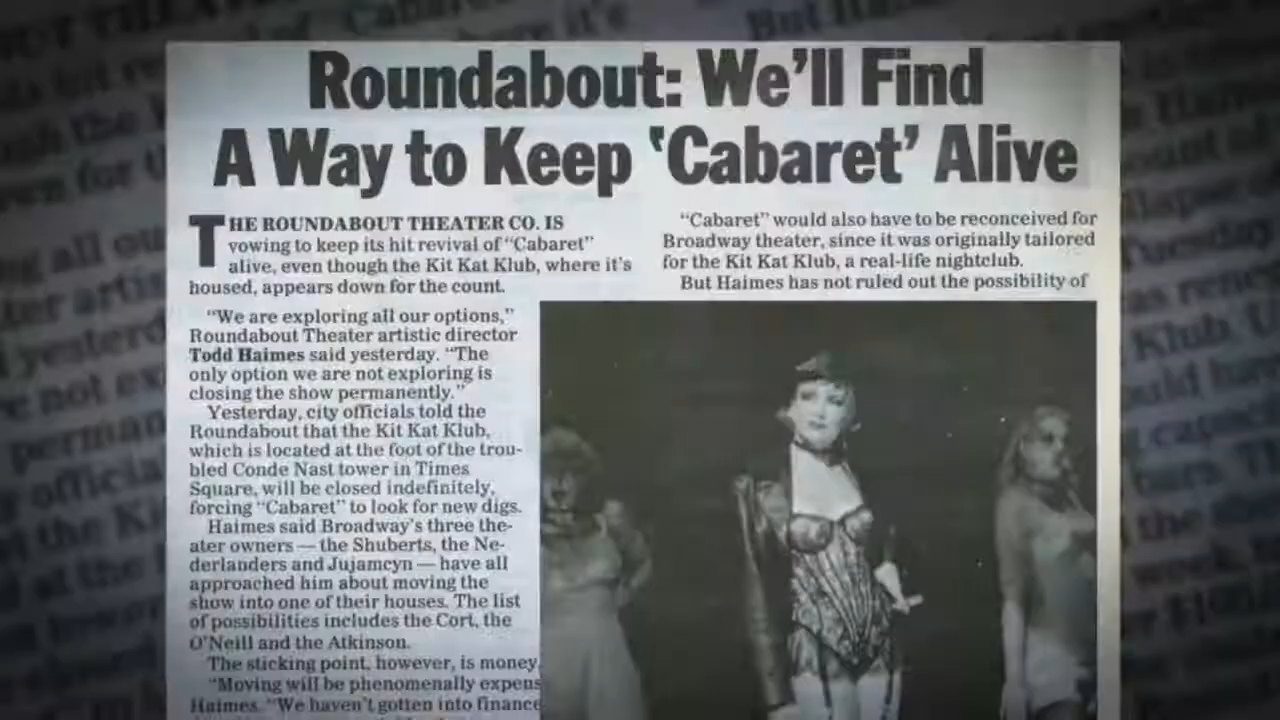 Roundabout: We'll Find
A Way to Keep 'Cabaret' Alive
THE ROUNDABOUT THEATER CO. IS
vowing to keep its hit revival of "Cabaret"
alive, even though the Kit Kat Klub, where it's
housed, appears down for the count.
"We are exploring all our options,"
Roundabout Theater artistic director
Todd Haimes said yesterday. "The
only option we are not exploring is
closing the show permanently."
Yesterday, city officials told the
Roundabout that the Kit Kat Klub,
which is located at the foot of the trou-
bled Conde Nast tower in Times
Square, will be closed indefinitely,
forcing "Cabaret" to look for new digs.
Haimes said Broadway's three the-
ater owners — the Shuberts, the Ne-
derlanders and Jujamcyn — have all
approached him about moving the
show into one of their houses. The list
of possibilities includes the Cort, the
O'Neill and the Atkinson.
The sticking point, however, is money.
"Moving will be phenomenally expens
Haimes. "We haven't gotten into finance
"Cabaret" would also have to be reconceived for
Broadway theater, since it was originally tailored
for the Kit Kat Klub, a real-life nightclub.
But Haimes has not ruled out the possibility of